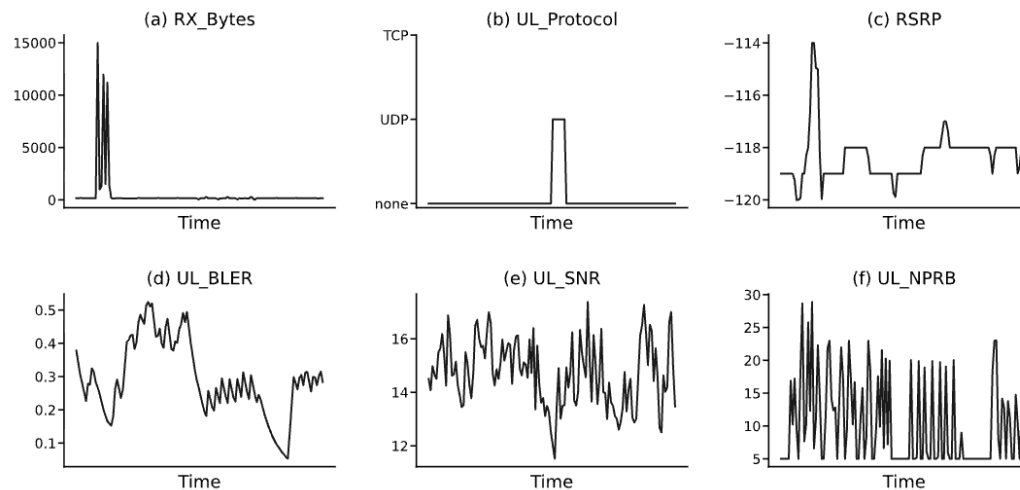 (a) RX_Bytes
15000
10000
5000
0
Time
(b) UL_Protocol
TCP
UDP
none
Time
(c) RSRP
−114
−116
−118
−120
Time
(d) UL_BLER
0.5
0.4
0.3
0.2
0.1
Time
(e) UL_SNR
16
14
12
Time
(f) UL_NPRB
30
25
20
15
10
5
Time